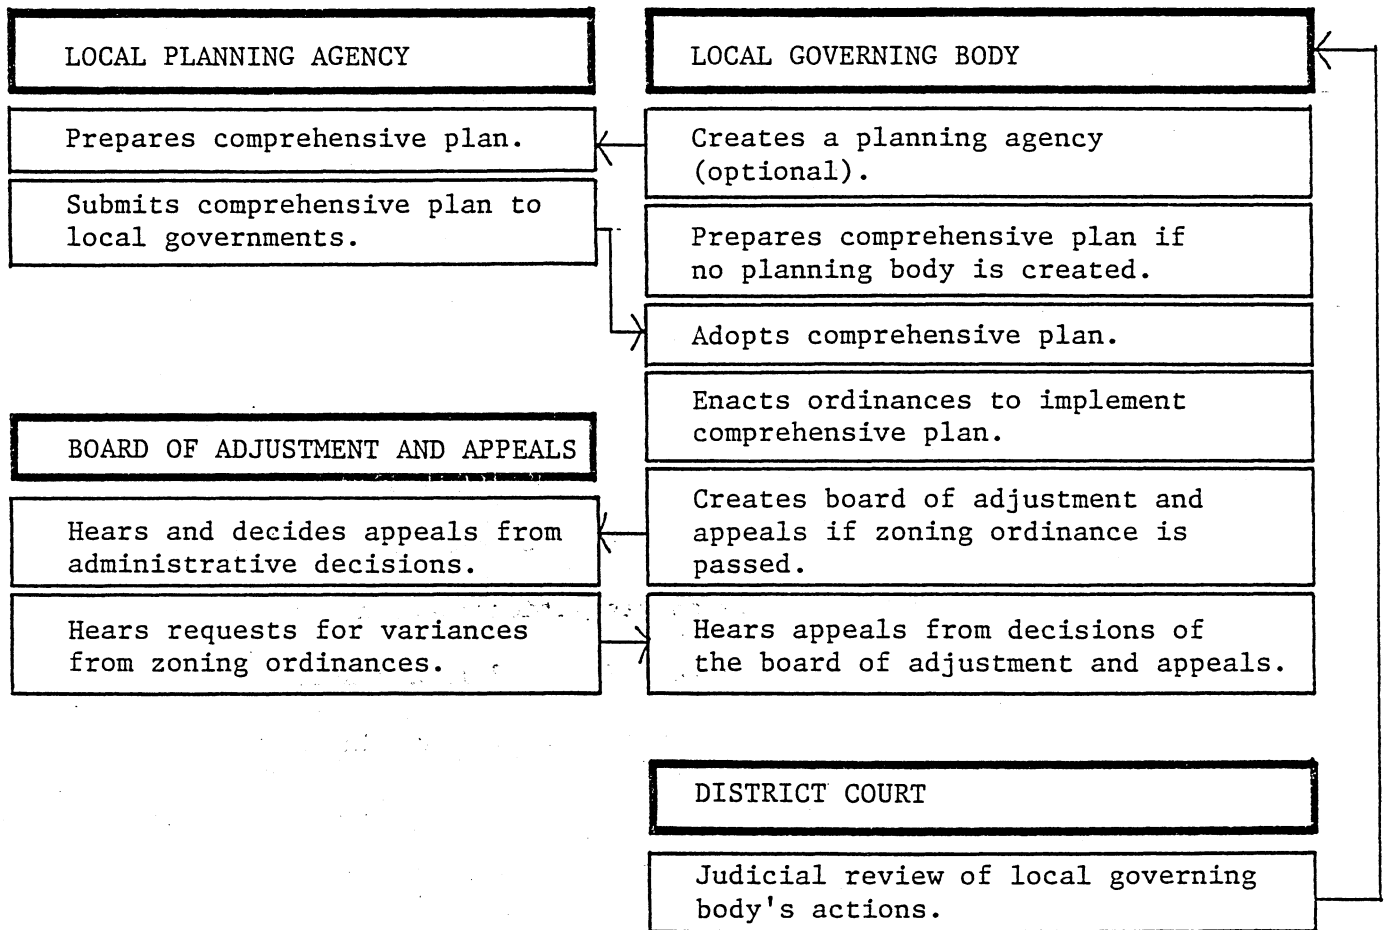 LOCAL PLANNING AGENCY
Prepares comprehensive plan.
Submits comprehensive plan to
local governments.
BOARD OF ADJUSTMENT AND APPEALS
Hears and decides appeals from
administrative decisions.
Hears requests for variances
from zoning ordinances.
LOCAL GOVERNING BODY
Creates a planning agency
(optional).
Prepares comprehensive plan if
no planning body is created.
Adopts comprehensive plan.
Enacts ordinances to implement
comprehensive plan.
Creates board of adjustment and
appeals if zoning ordinance is
passed.
Hears appeals from decisions of
the board of adjustment and appeals.
DISTRICT COURT
Judicial review of local governing
body's actions.